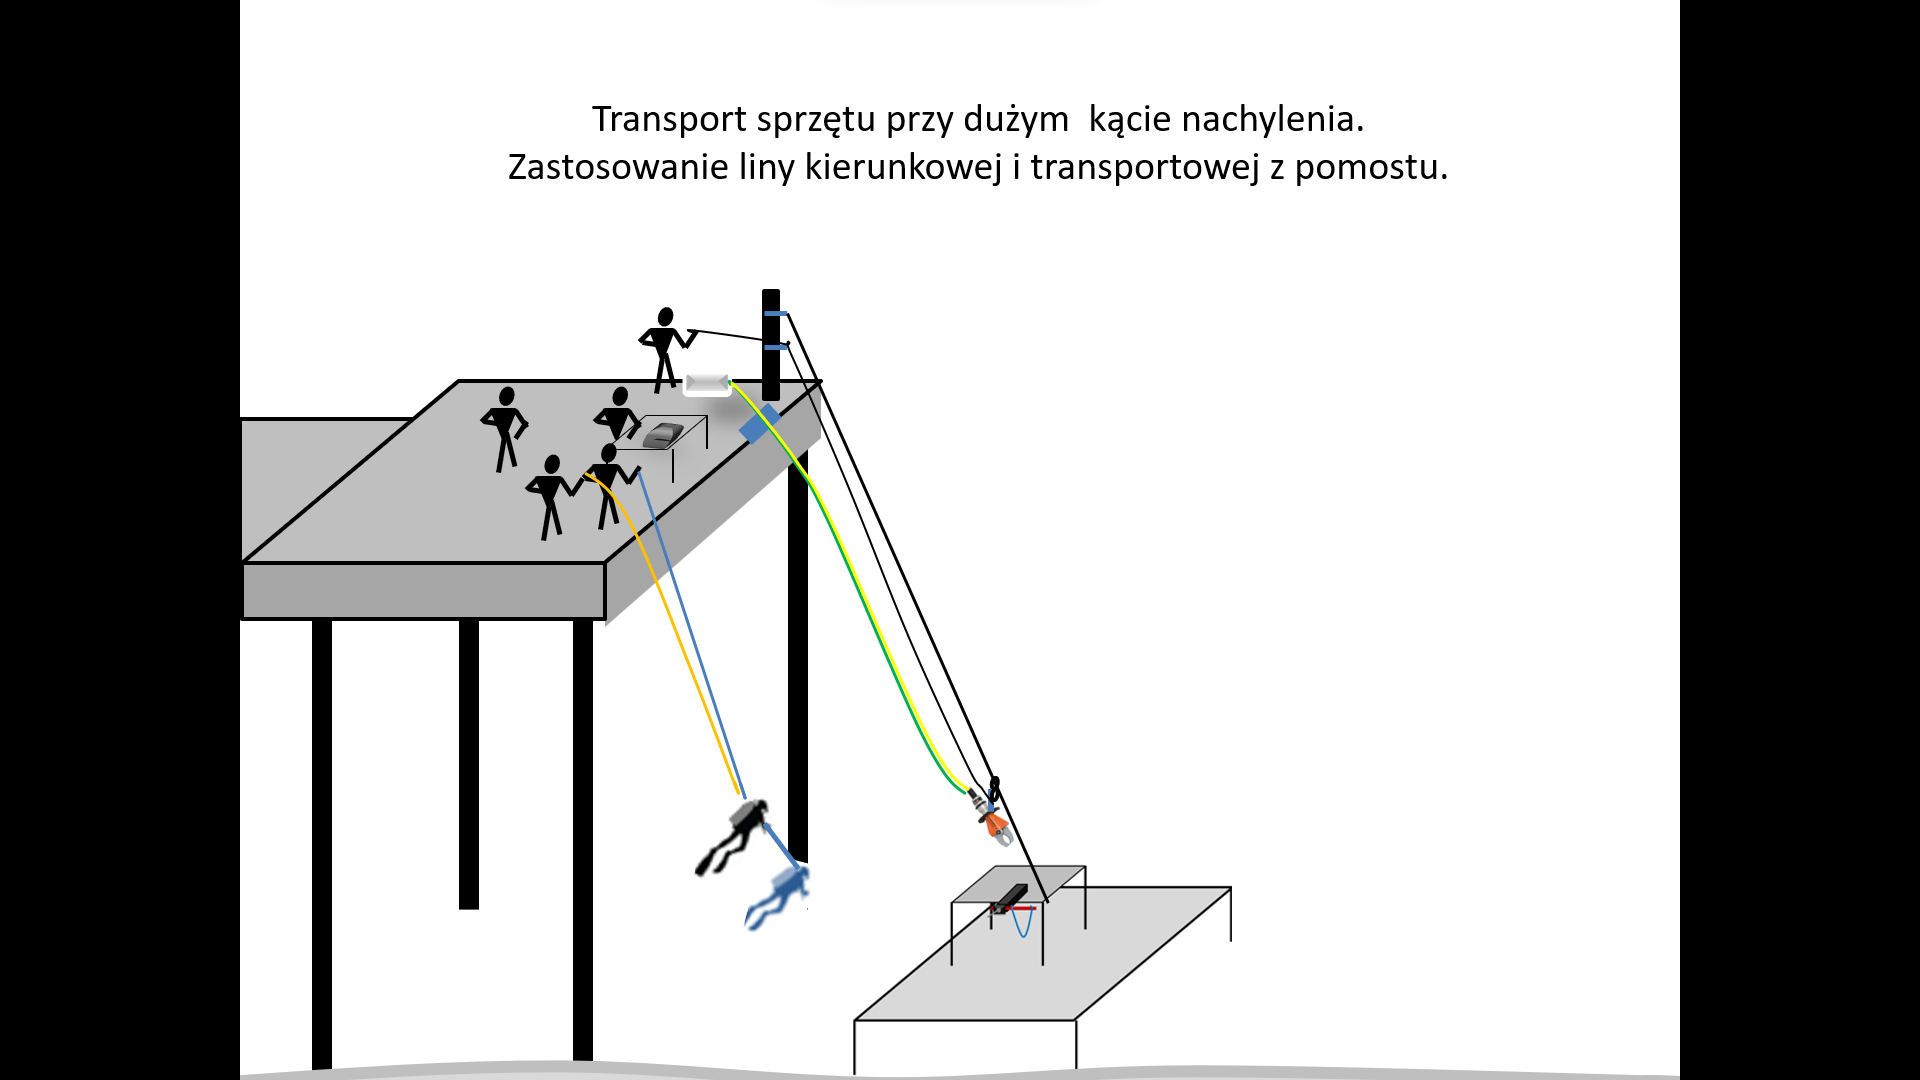 Transport sprzętu przy dużym  kącie nachylenia.
Zastosowanie liny kierunkowej i transportowej z pomostu.